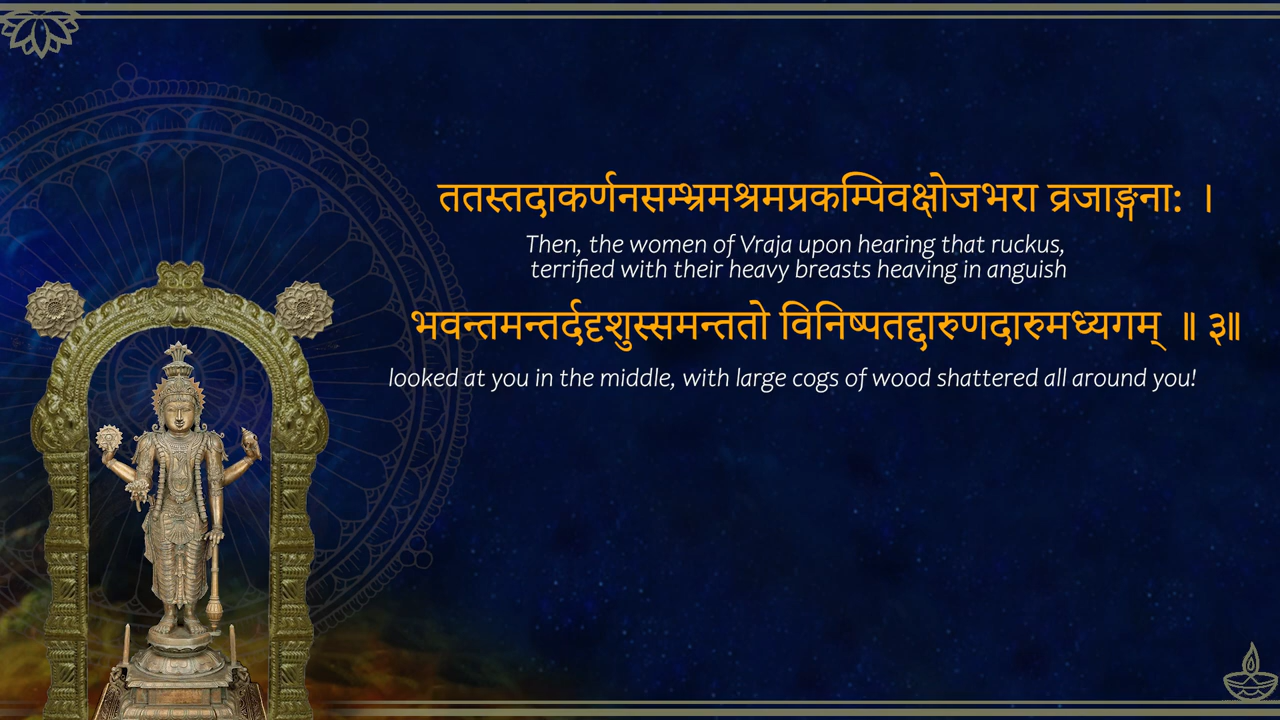 ततस्तदाकर्णनसम्भ्रमश्रमप्रकम्पिवक्षोजभरा व्रजाङ्गनाः ।
Then, the women of Vraja upon hearing that ruckus,
terrified with their heavy breasts heaving in anguish
भवन्तमन्तर्ददृशुस्समन्ततो विनिष्पतद्दारुणदारुमध्यगम् ॥ ३॥
looked at you in the middle, with large cogs of wood shattered all around you!